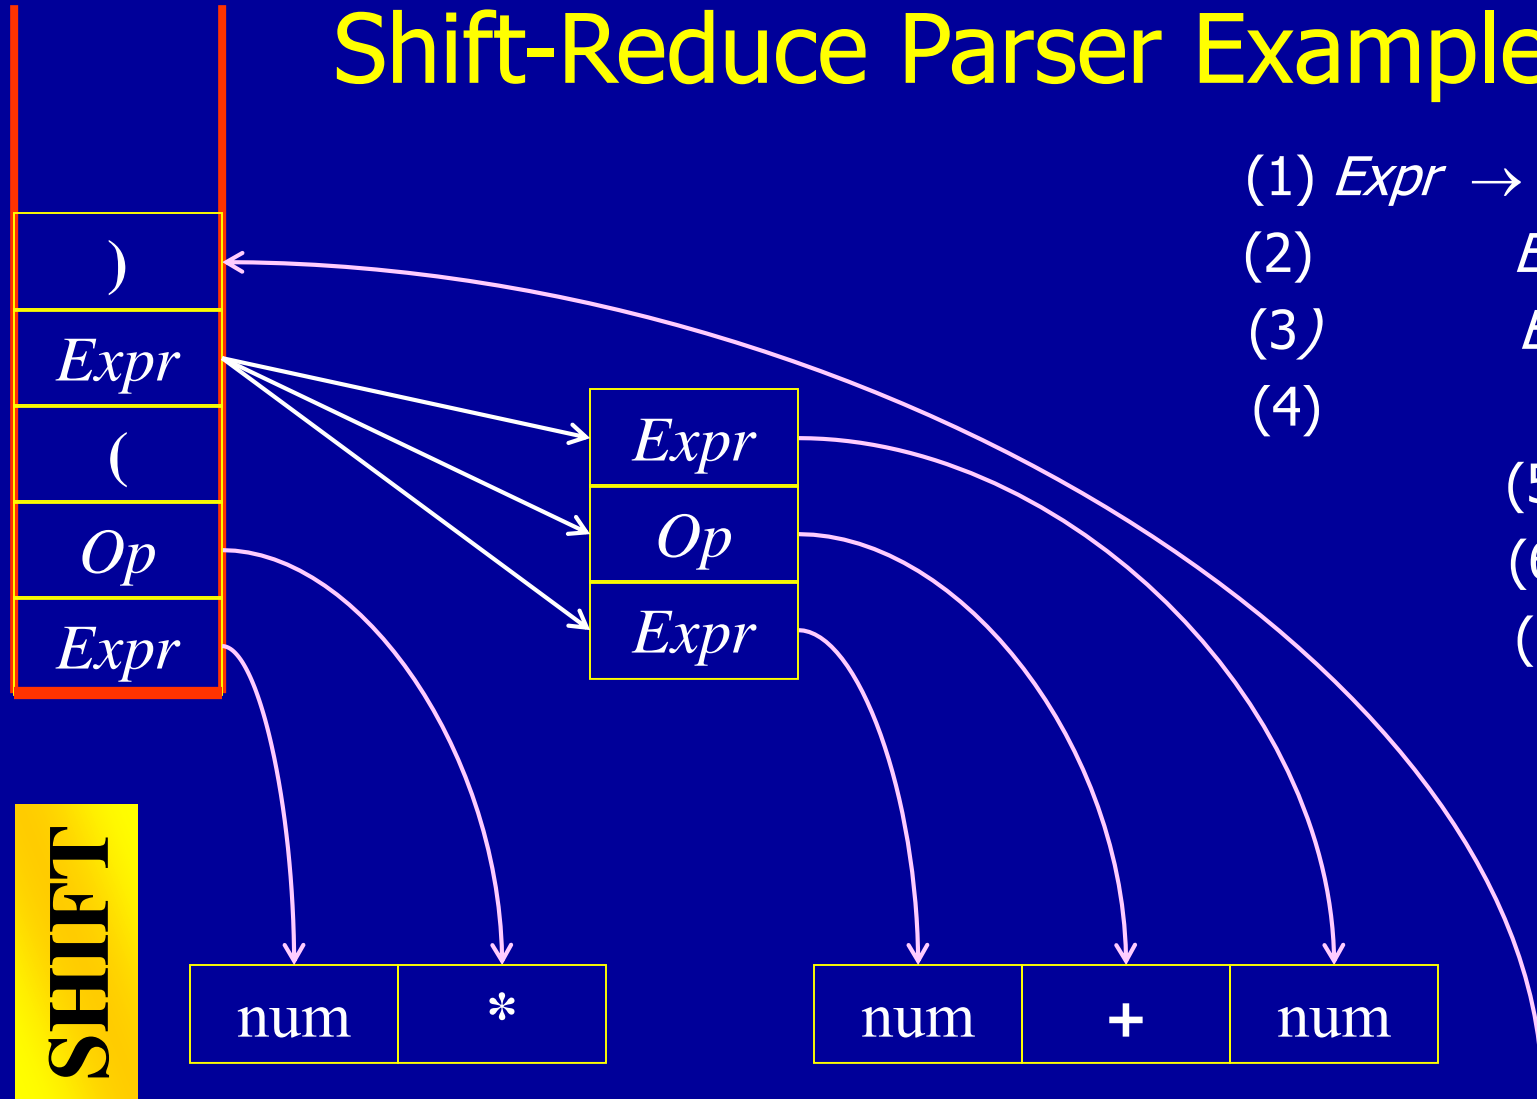 Shift-Reduce Parser Example
(1) Expr →
(2)
(3)
(4)
)
Expr
(
Op
Expr
Expr
Op
Expr
SHIFT
num *
num + num